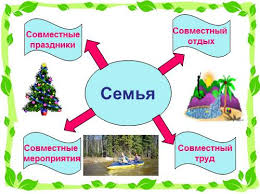 Совместные
праздники
Совместный
отдых
Семья
Совместные
мероприятия
Совместный
труд